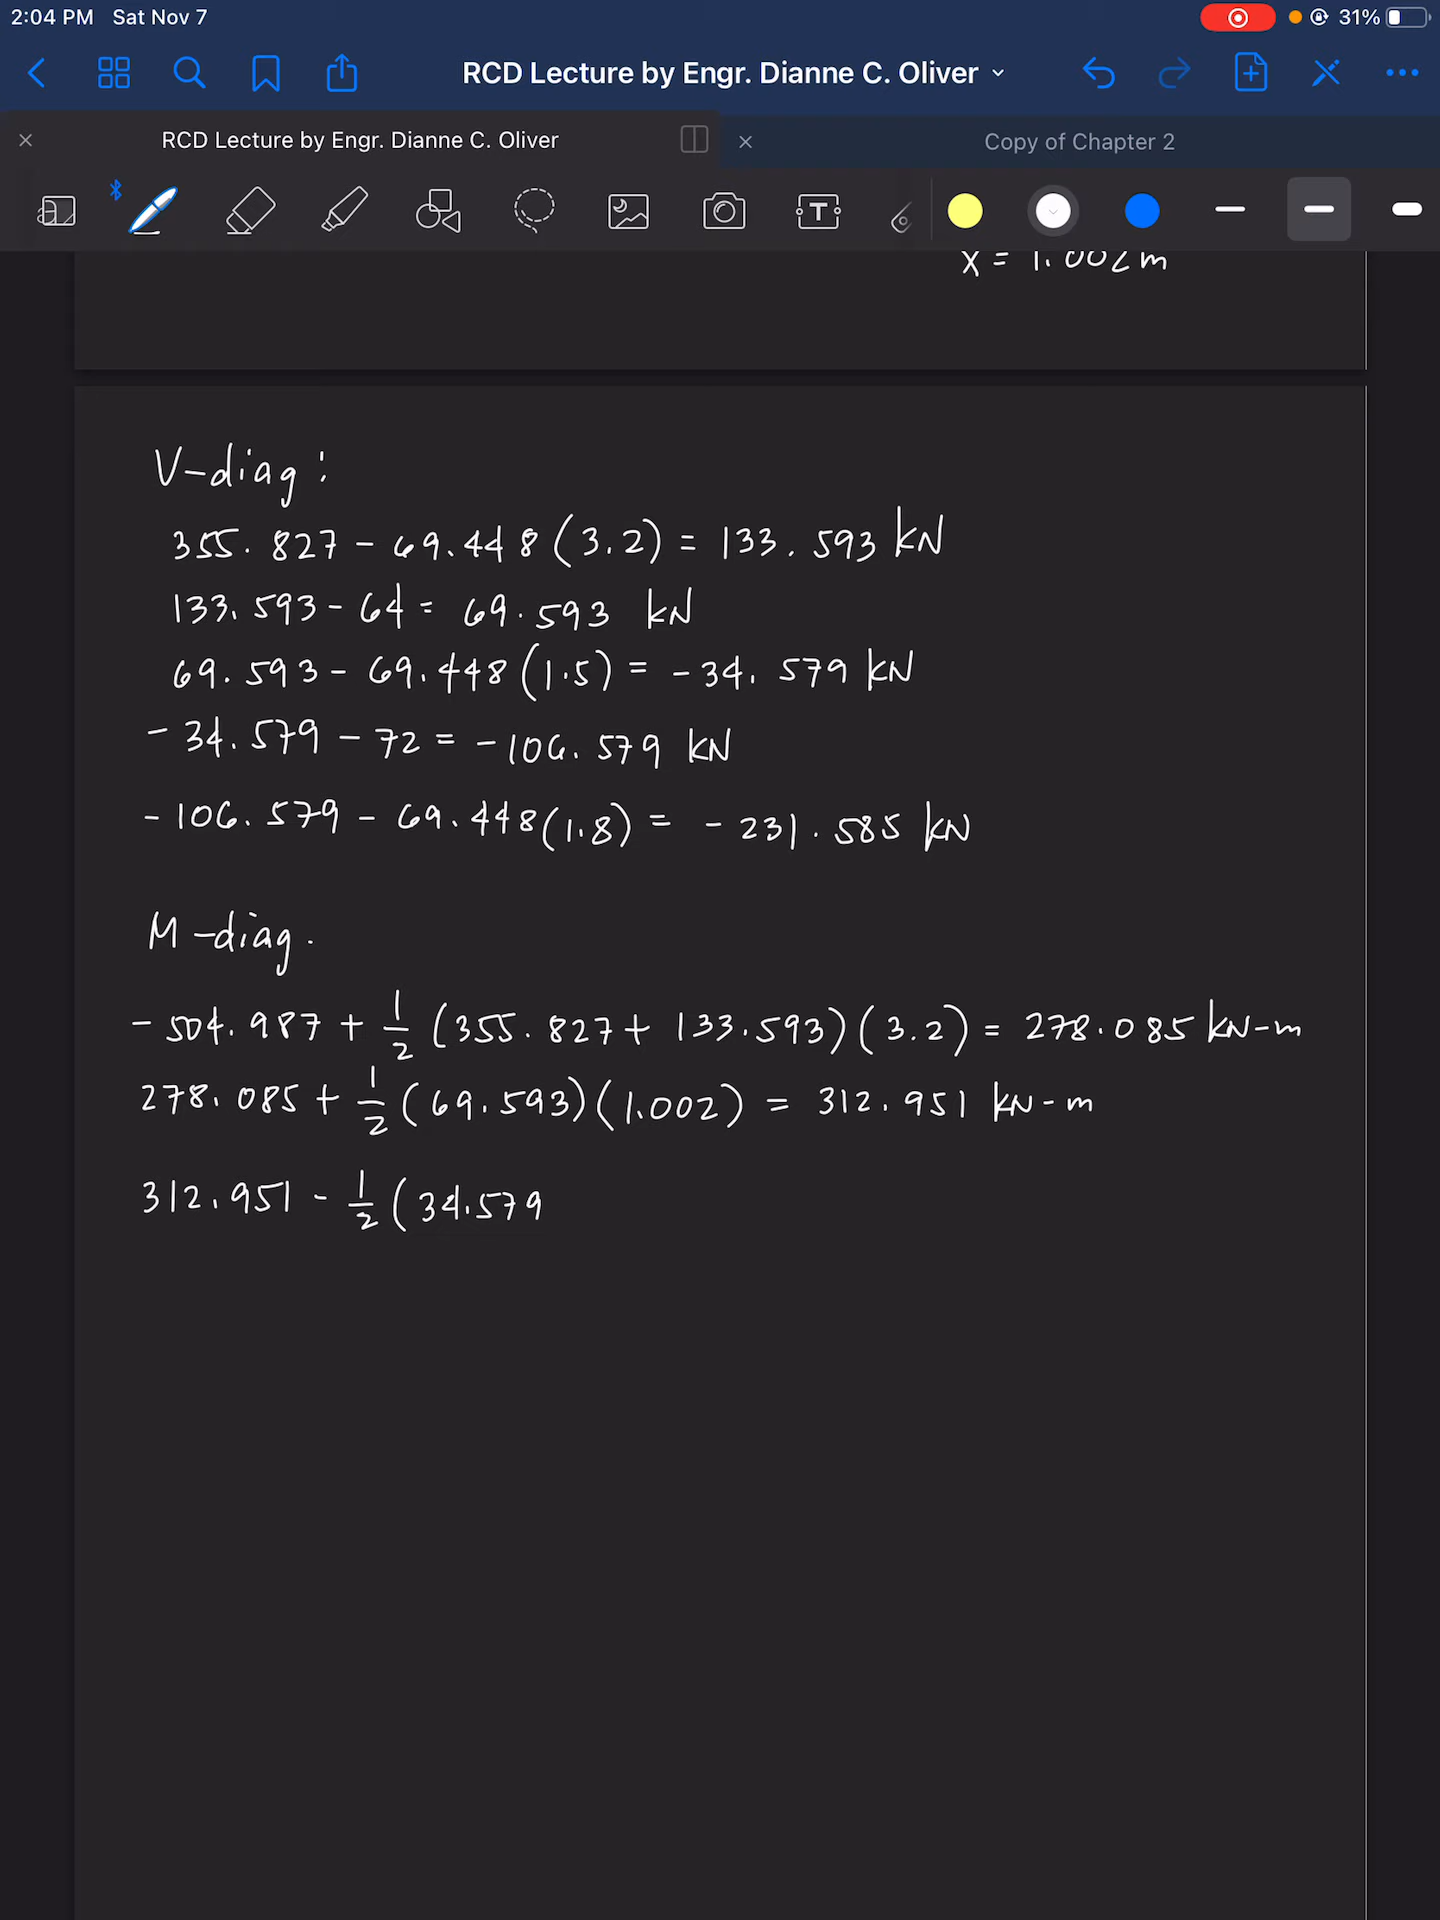 2:04 PM Sat Nov 7
31%
RCD Lecture by Engr. Dianne C. Oliver
RCD Lecture by Engr. Dianne C. Oliver
Copy of Chapter 2
x = 1.002 m
V-diag:
355.827 - 69.448 (3.2) = 133.593 kN
133.593 - 64 = 69.593 kN
69.593 - 69.448 (1.5) = -34.579 kN
-34.579 - 72 = -106.579 kN
-106.579 - 69.448 (1.8) = -231.585 kN
M-diag.
-504.987 + 1/2 (355.827 + 133.593)(3.2) = 278.085 kN-m
278.085 + 1/2 (69.593)(1.002) = 312.951 kN-m
312.951 - 1/2 (34.579